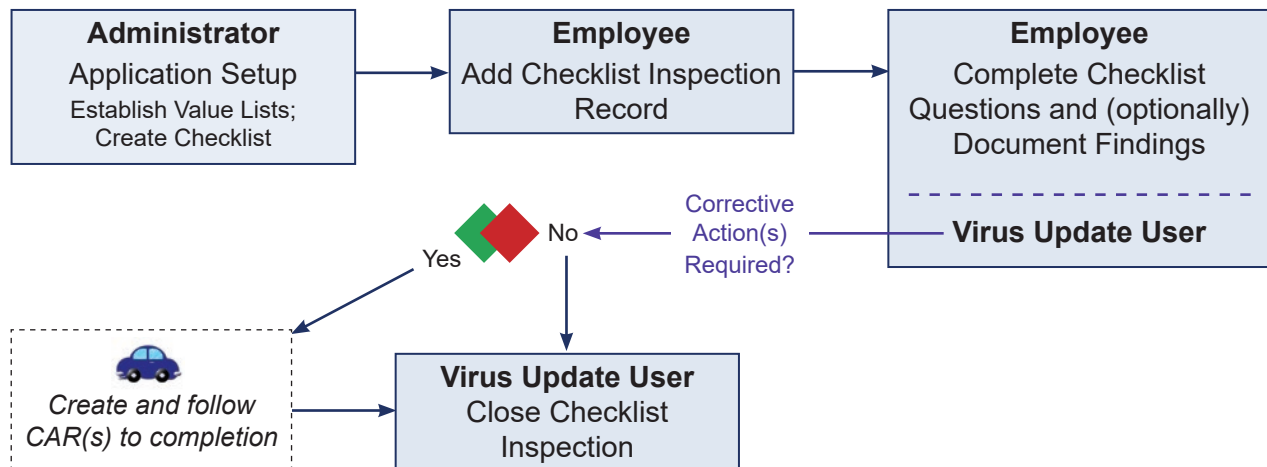 Administrator
Application Setup
Establish Value Lists;
Create Checklist
Employee
Add Checklist Inspection
Record
Employee
Complete Checklist
Questions and (optionally)
Document Findings
Virus Update User
Corrective
Action(s)
Required?
No
Yes
Create and follow
CAR(s) to completion
Virus Update User
Close Checklist
Inspection